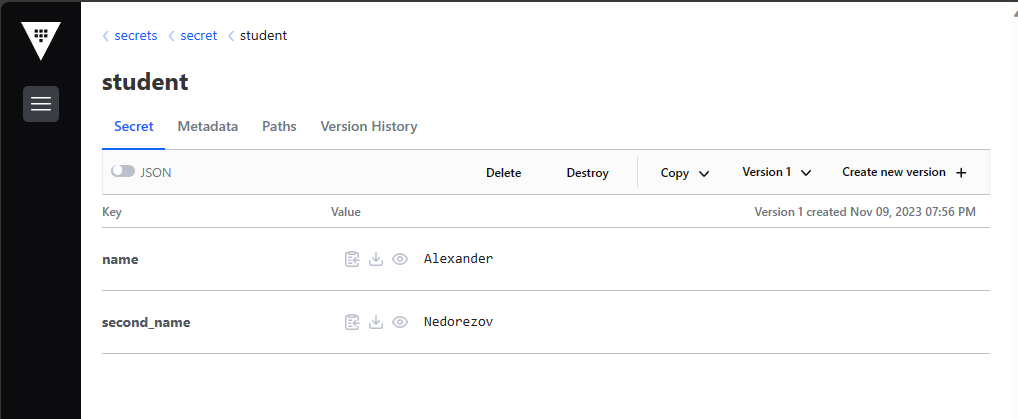 secrets secret student
student
Secret Metadata Paths Version History
JSON Delete Destroy Copy Version 1 Create new version
Key Value Version 1 created Nov 09, 2023 07:56 PM
name Alexander
second_name Nedorezov